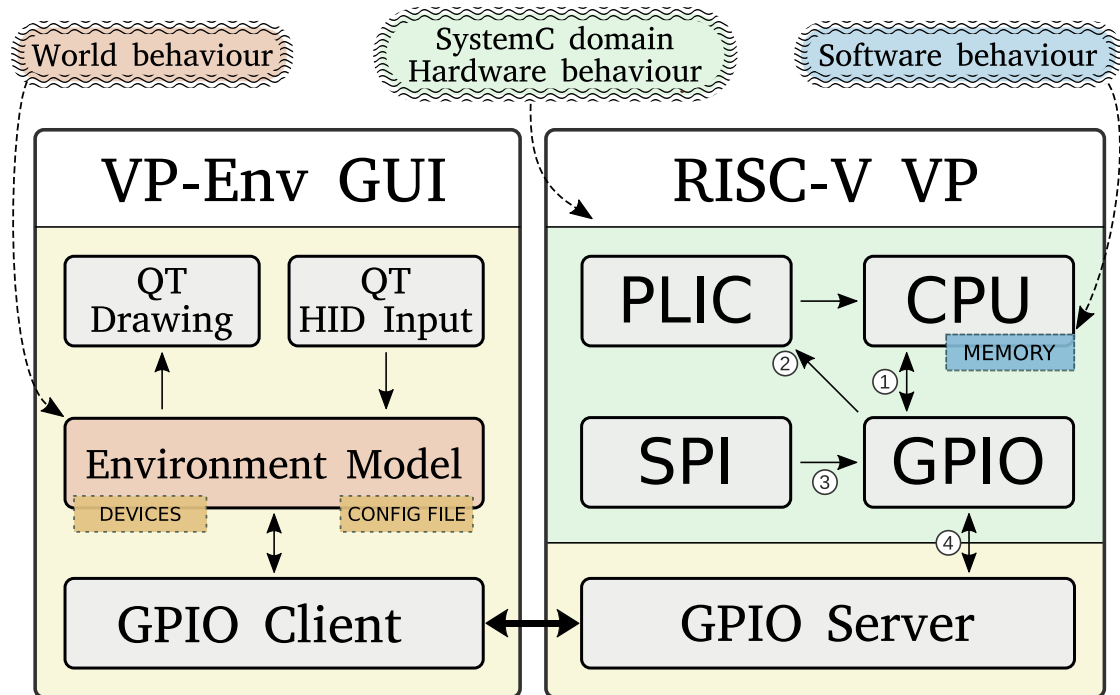 World behaviour
SystemC domain
Hardware behaviour
Software behaviour
VP-Env GUI
QT
Drawing
QT
HID Input
Environment Model
DEVICES
CONFIG FILE
GPIO Client
RISC-V VP
PLIC
CPU
MEMORY
2
1
SPI
GPIO
3
4
GPIO Server